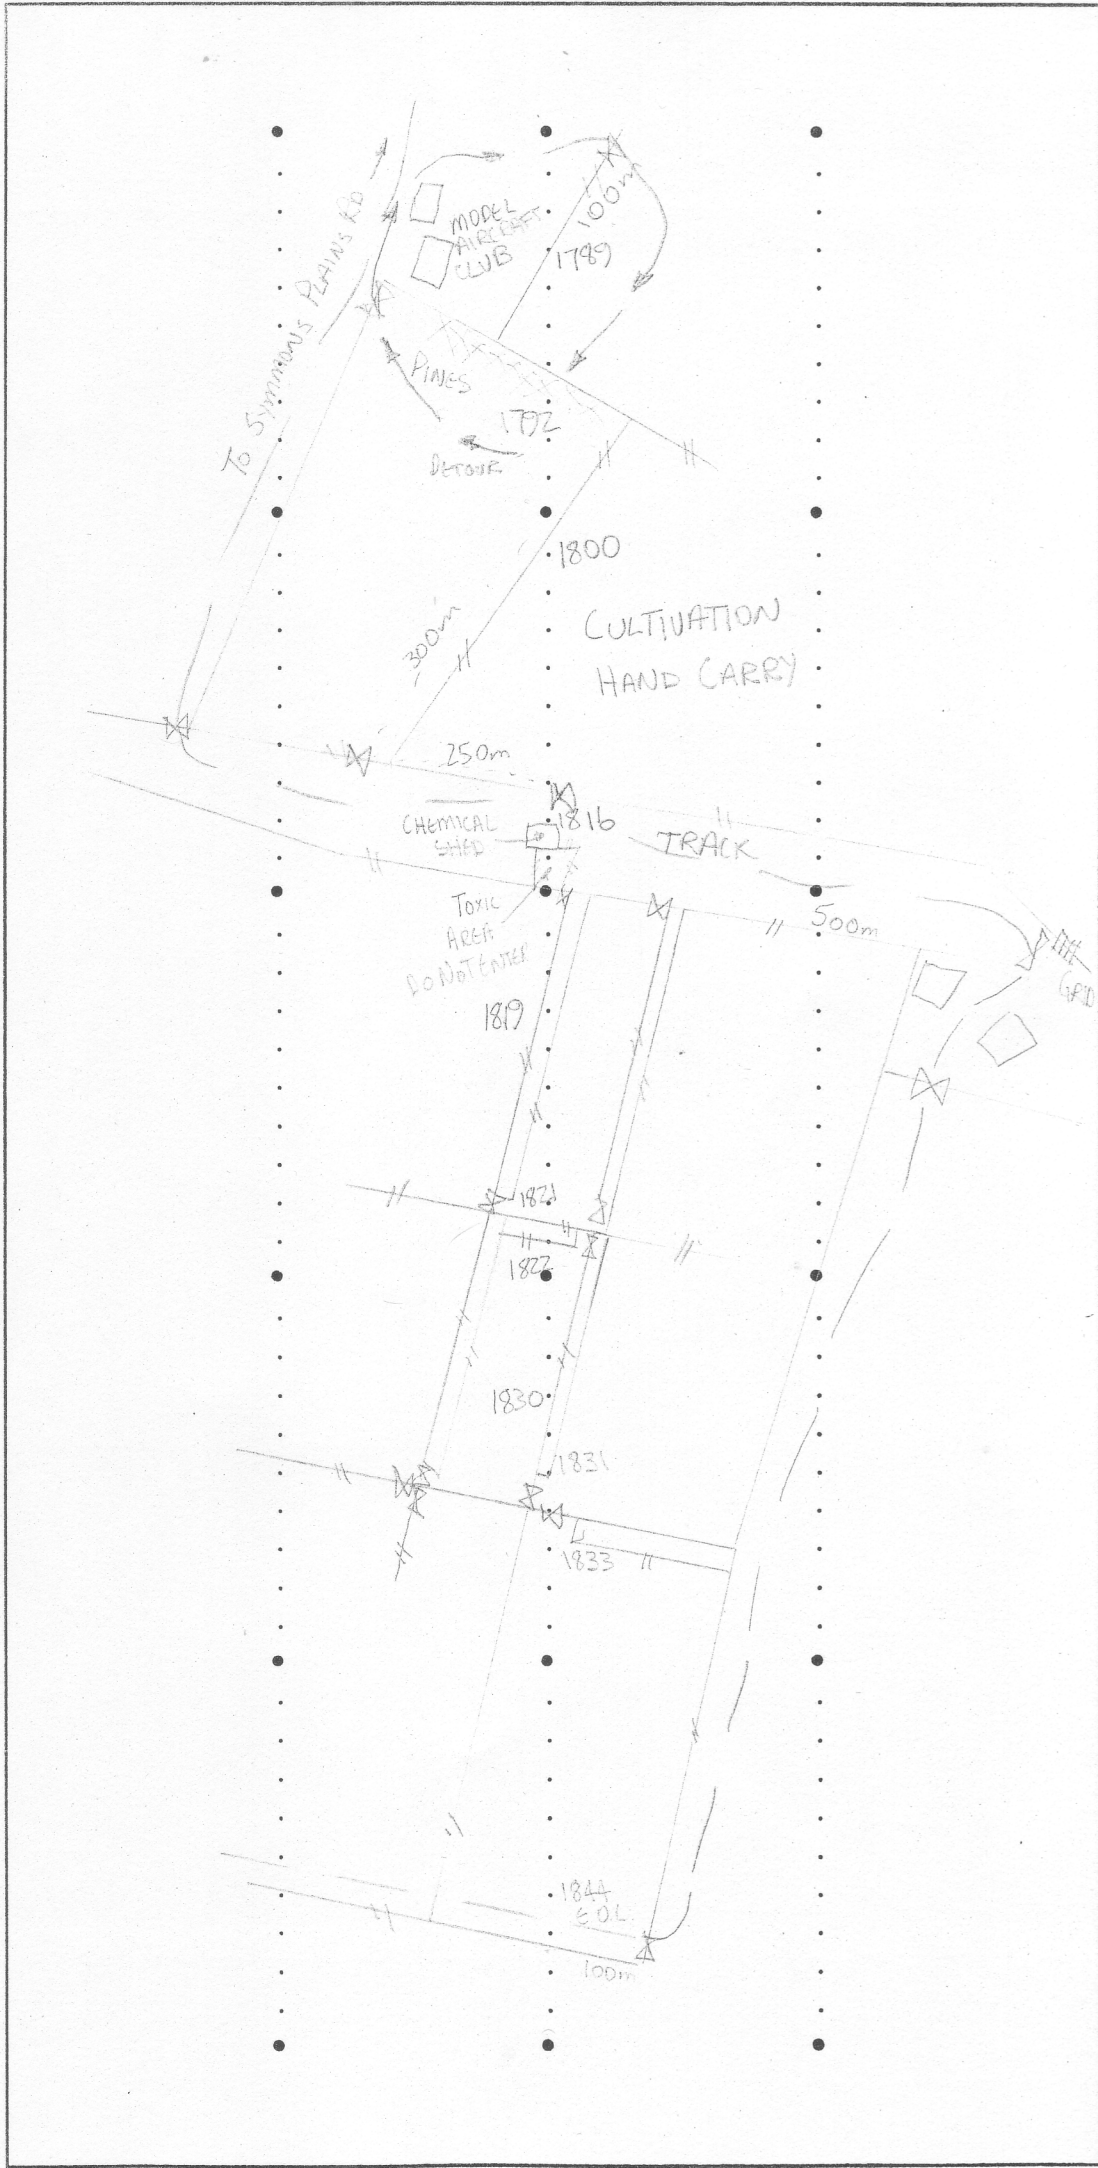 100m
MODEL
AIRCRAFT
CLUB
1789
To SYMMONS PLAINS RD
PINES
1792
DETOUR
1800
300m
CULTIVATION
HAND CARRY
250m
1816
CHEMICAL
SHED
TRACK
TOXIC
AREA
DO NOT ENTER
500m
GRID
1819
1821
1822
1830
1831
1833
1844
E.O.L.
100m